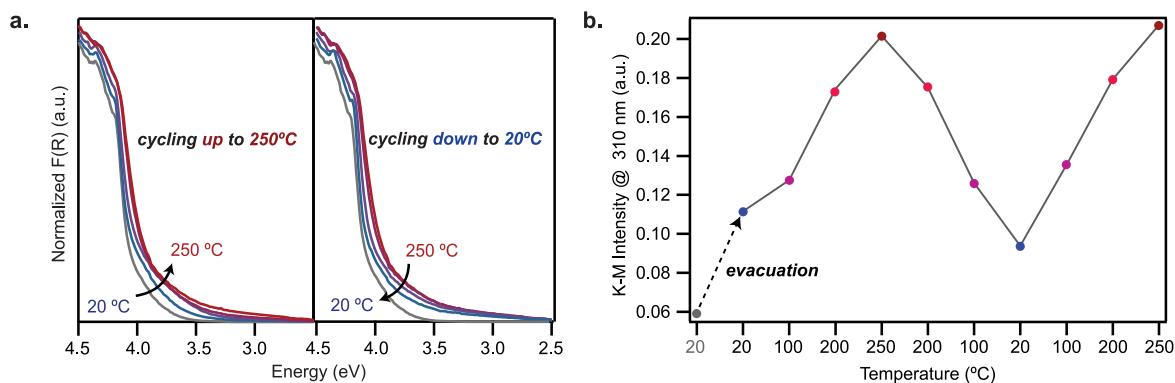 a.
Normalized F(R) (a.u.)
cycling up to 250ºC
250 ºC
20 ºC
4.5 4.0 3.5 3.0
cycling down to 20ºC
250 ºC
20 ºC
4.5 4.0 3.5 3.0 2.5
Energy (eV)
b.
K–M Intensity @ 310 nm (a.u.)
0.20
0.18
0.16
0.14
0.12
0.10
0.08
0.06
evacuation
20 20 100 200 250 200 100 20 100 200 250
Temperature (ºC)